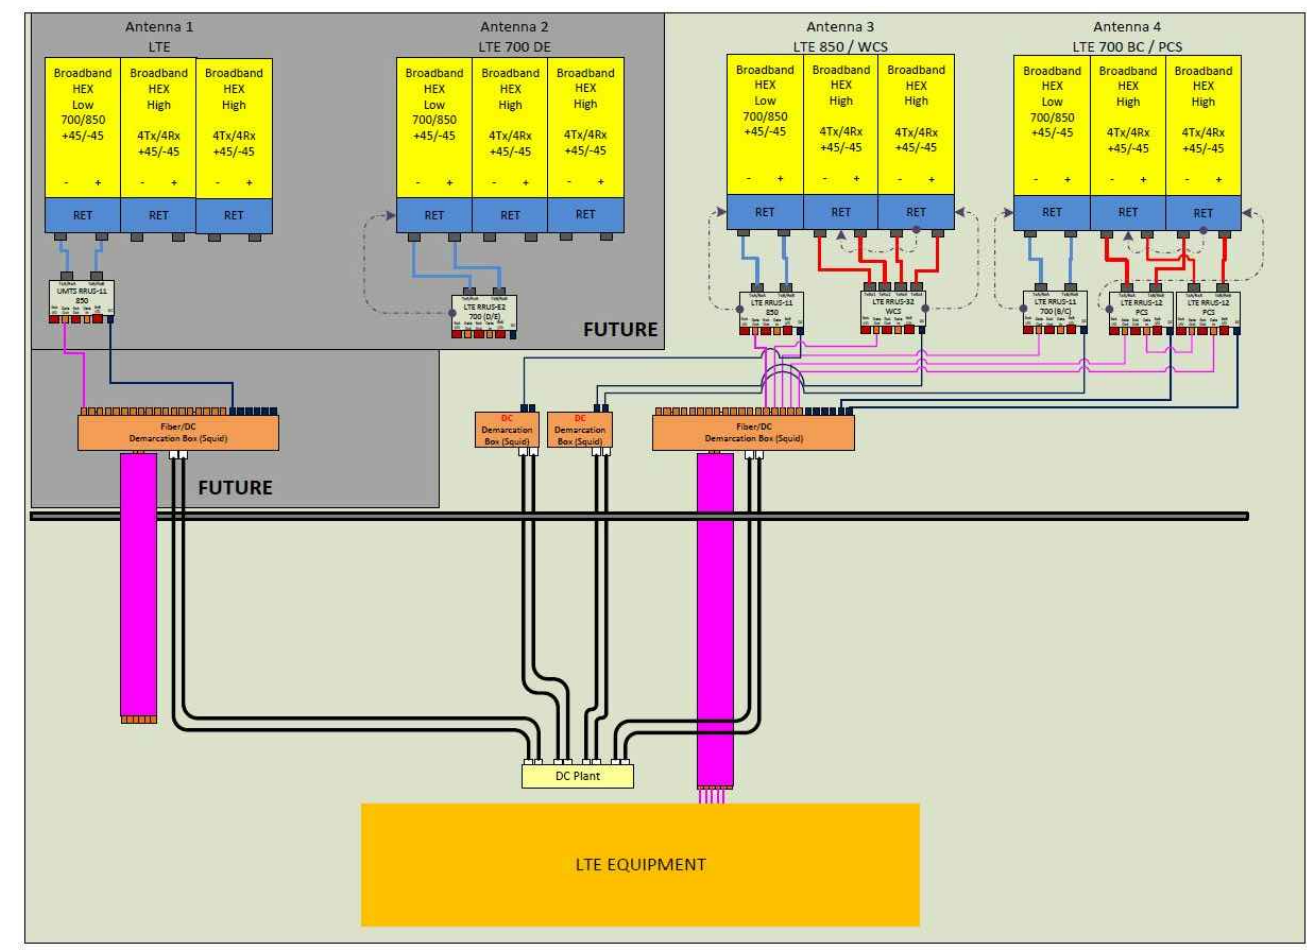 Antenna 1
LTE
Antenna 2
LTE 700 DE
Antenna 3
LTE 850 / WCS
Antenna 4
LTE 700 BC / PCS
Broadband
HEX
Low
700/850
+45/-45
- +
RET
Broadband
HEX
High
4Tx/4Rx
+45/-45
- +
RET
Broadband
HEX
High
4Tx/4Rx
+45/-45
- +
RET
Broadband
HEX
Low
700/850
+45/-45
- +
RET
Broadband
HEX
High
4Tx/4Rx
+45/-45
- +
RET
Broadband
HEX
High
4Tx/4Rx
+45/-45
- +
RET
Broadband
HEX
Low
700/850
+45/-45
- +
RET
Broadband
HEX
High
4Tx/4Rx
+45/-45
- +
RET
Broadband
HEX
High
4Tx/4Rx
+45/-45
- +
RET
Broadband
HEX
Low
700/850
+45/-45
- +
RET
Broadband
HEX
High
4Tx/4Rx
+45/-45
- +
RET
Broadband
HEX
High
4Tx/4Rx
+45/-45
- +
RET
UMTS RRUS-11
850
LTE RRUS-E2
700 (D/E)
LTE RRUS-11
850
LTE RRUS-32
WCS
LTE RRUS-11
700 (B/C)
LTE RRUS-12
PCS
LTE RRUS-12
PCS
FUTURE
Fiber/DC
Demarcation Box (Squid)
DC
Demarcation
Box (Squid)
DC
Demarcation
Box (Squid)
Fiber/DC
Demarcation Box (Squid)
FUTURE
DC Plant
LTE EQUIPMENT